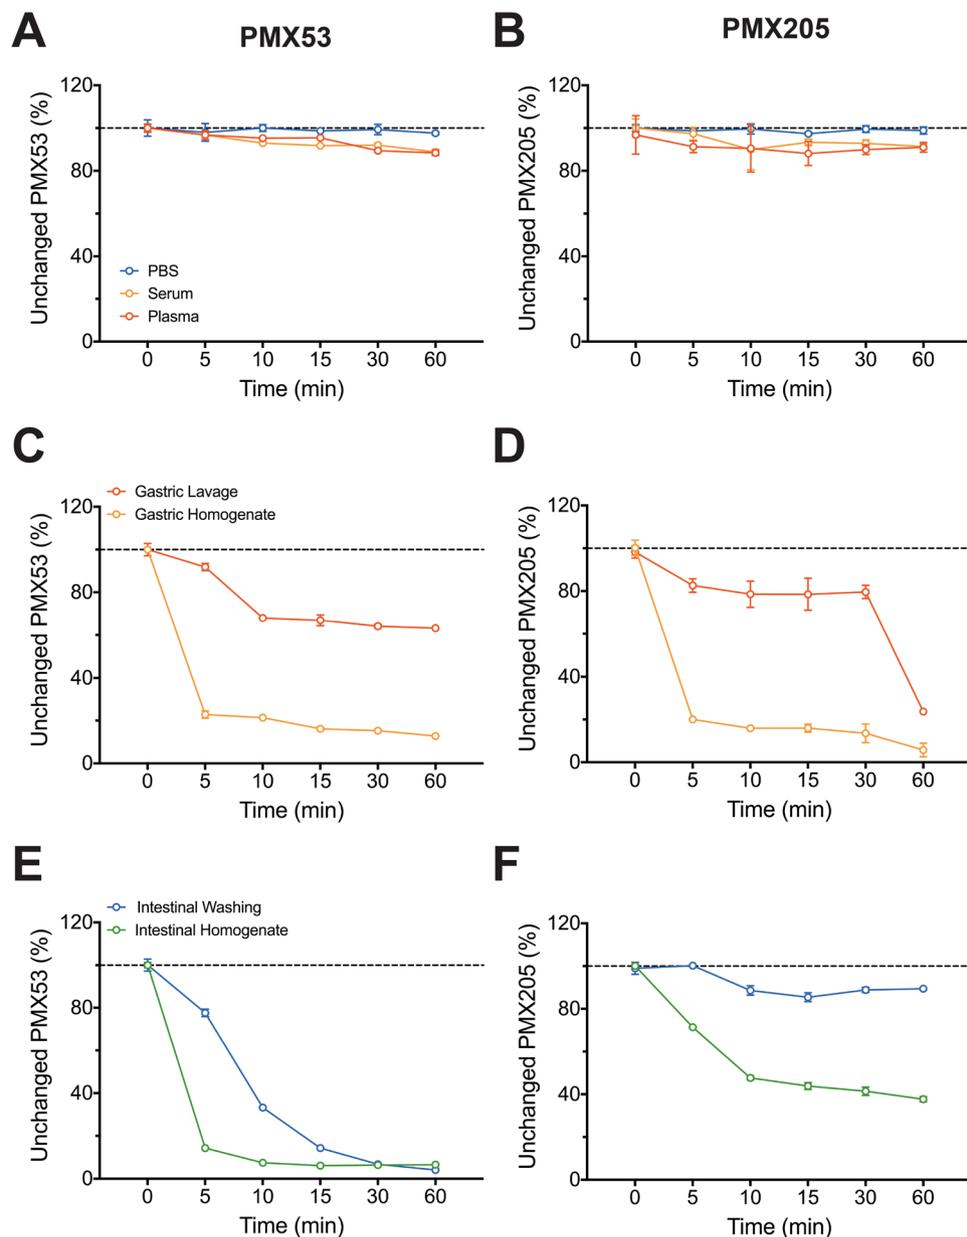 A
PMX53
B
PMX205
Unchanged PMX53 (%)
120
80
40
0
PBS
Serum
Plasma
0 5 10 15 30 60
Time (min)
Unchanged PMX205 (%)
120
80
40
0
0 5 10 15 30 60
Time (min)
C
Gastric Lavage
Gastric Homogenate
Unchanged PMX53 (%)
120
80
40
0
0 5 10 15 30 60
Time (min)
D
Unchanged PMX205 (%)
120
80
40
0
0 5 10 15 30 60
Time (min)
E
Intestinal Washing
Intestinal Homogenate
Unchanged PMX53 (%)
120
80
40
0
0 5 10 15 30 60
Time (min)
F
Unchanged PMX205 (%)
120
80
40
0
0 5 10 15 30 60
Time (min)